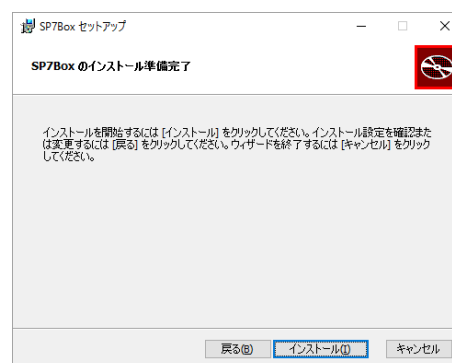 SP7Box セットアップ
SP7Box のインストール準備完了
インストールを開始するには [インストール] をクリックしてください。インストール設定を確認また
は変更するには [戻る] をクリックしてください。ウィザードを終了するには [キャンセル] をクリック
してください。
戻る(B) インストール(I) キャンセル